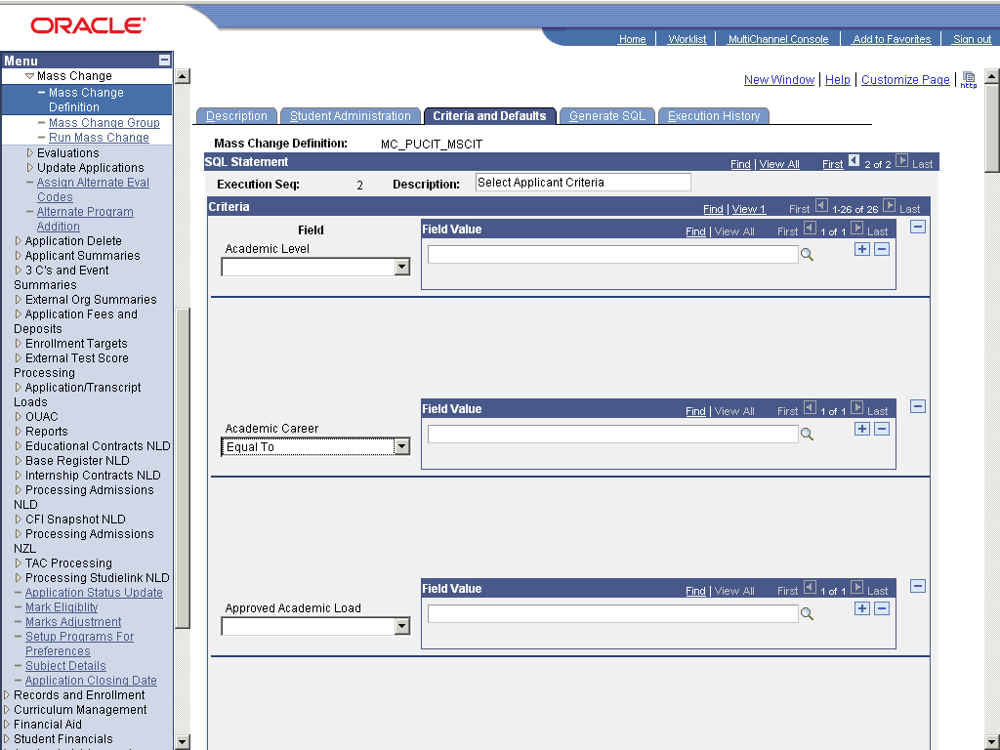 ORACLE®
Home
Worklist
MultiChannel Console
Add to Favorites
Sign out
Menu
Mass Change
Mass Change
Definition
Mass Change Group
Run Mass Change
Evaluations
Update Applications
Assign Alternate Eval
Codes
Alternate Program
Addition
Application Delete
Applicant Summaries
3 C's and Event
Summaries
External Org Summaries
Application Fees and
Deposits
Enrollment Targets
External Test Score
Processing
Application/Transcript
Loads
OUAC
Reports
Educational Contracts NLD
Base Register NLD
Internship Contracts NLD
Processing Admissions
NLD
CFI Snapshot NLD
Processing Admissions
NZL
TAC Processing
Processing Studielink NLD
Application Status Update
Mark Eligiblity
Marks Adjustment
Setup Programs For
Preferences
Subject Details
Application Closing Date
Records and Enrollment
Curriculum Management
Financial Aid
Student Financials
New Window | Help | Customize Page | http
Description
Student Administration
Criteria and Defaults
Generate SQL
Execution History
Mass Change Definition: MC_PUCIT_MSCIT
SQL Statement Find | View All First 2 of 2 Last
Execution Seq: 2 Description: Select Applicant Criteria
Criteria Find | View 1 First 1-26 of 26 Last
Field
Field Value Find | View All First 1 of 1 Last
Academic Level
Field Value Find | View All First 1 of 1 Last
Academic Career
Equal To
Field Value Find | View All First 1 of 1 Last
Approved Academic Load